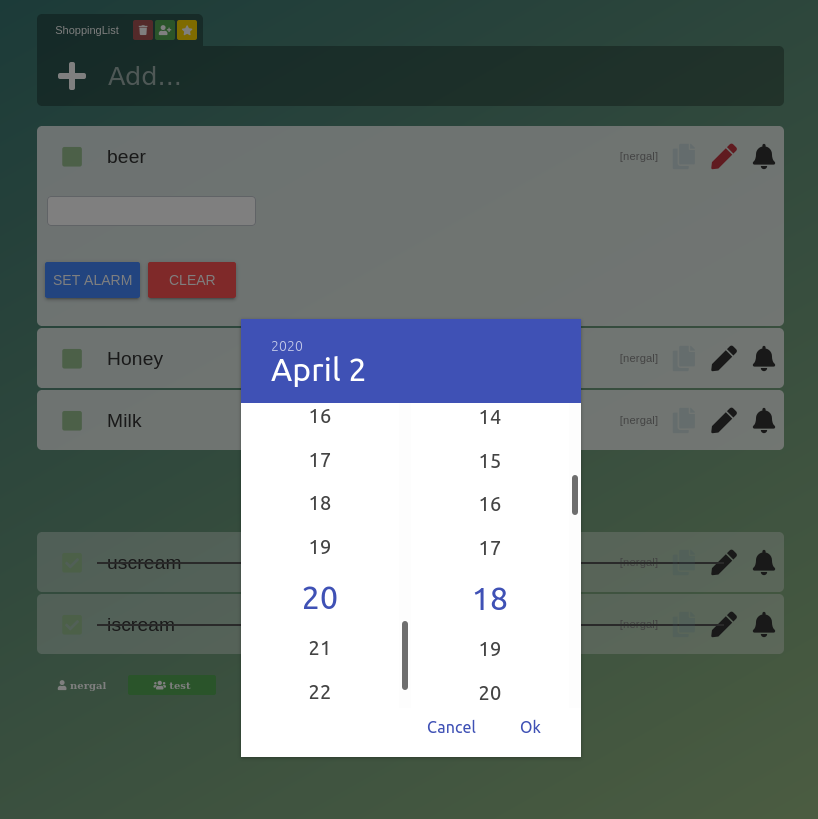 ShoppingList
Add...
beer [nergal]
SET ALARM CLEAR
2020
April 2
Honey [nergal]
Milk [nergal]
16 14
17 15
18 16
19 17
20 18
21 19
22 20
uscream [nergal]
iscream [nergal]
nergal test
Cancel Ok